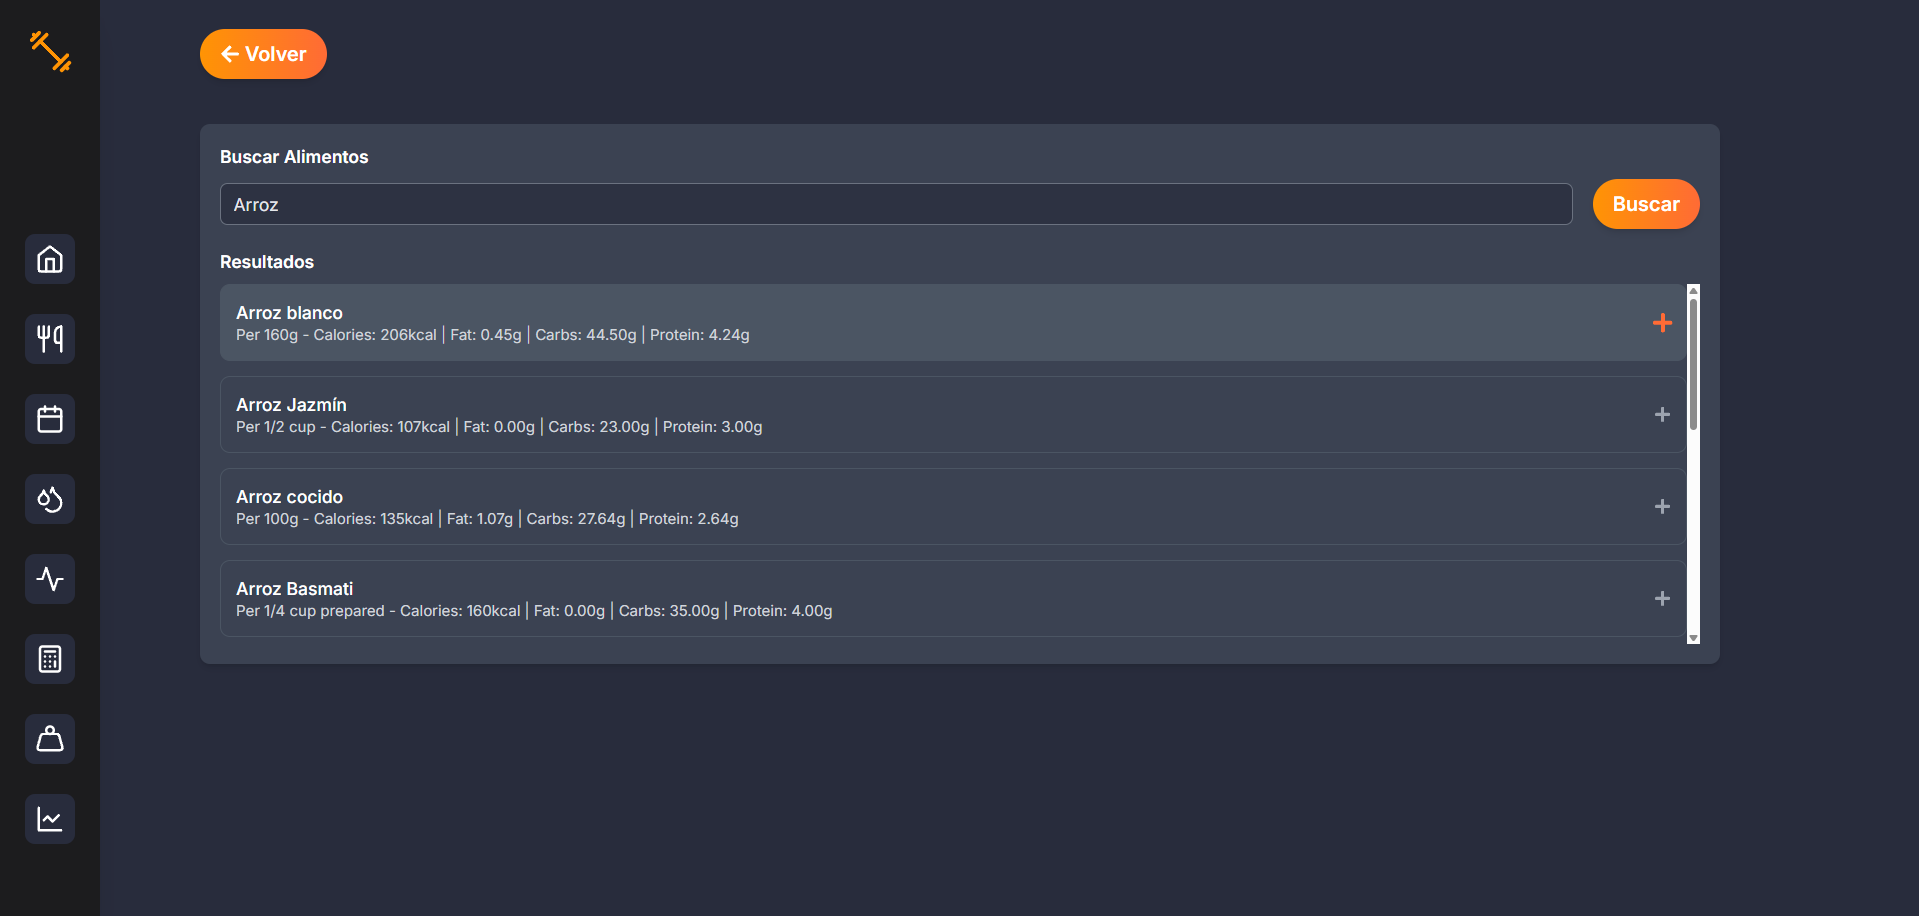 Volver
Buscar Alimentos
Arroz
Buscar
Resultados
Arroz blanco
Per 160g - Calories: 206kcal | Fat: 0.45g | Carbs: 44.50g | Protein: 4.24g
Arroz Jazmín
Per 1/2 cup - Calories: 107kcal | Fat: 0.00g | Carbs: 23.00g | Protein: 3.00g
Arroz cocido
Per 100g - Calories: 135kcal | Fat: 1.07g | Carbs: 27.64g | Protein: 2.64g
Arroz Basmati
Per 1/4 cup prepared - Calories: 160kcal | Fat: 0.00g | Carbs: 35.00g | Protein: 4.00g